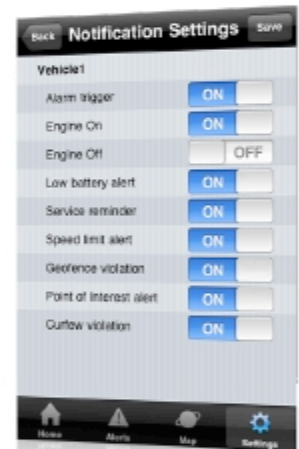 Back Notification Settings Save
Vehicle1
Alarm trigger ON
Engine On ON
Engine Off OFF
Low battery alert ON
Service reminder ON
Speed limit alert ON
Geofence violation ON
Point of Interest alert ON
Curfew violation ON
Home Alerts Map Settings